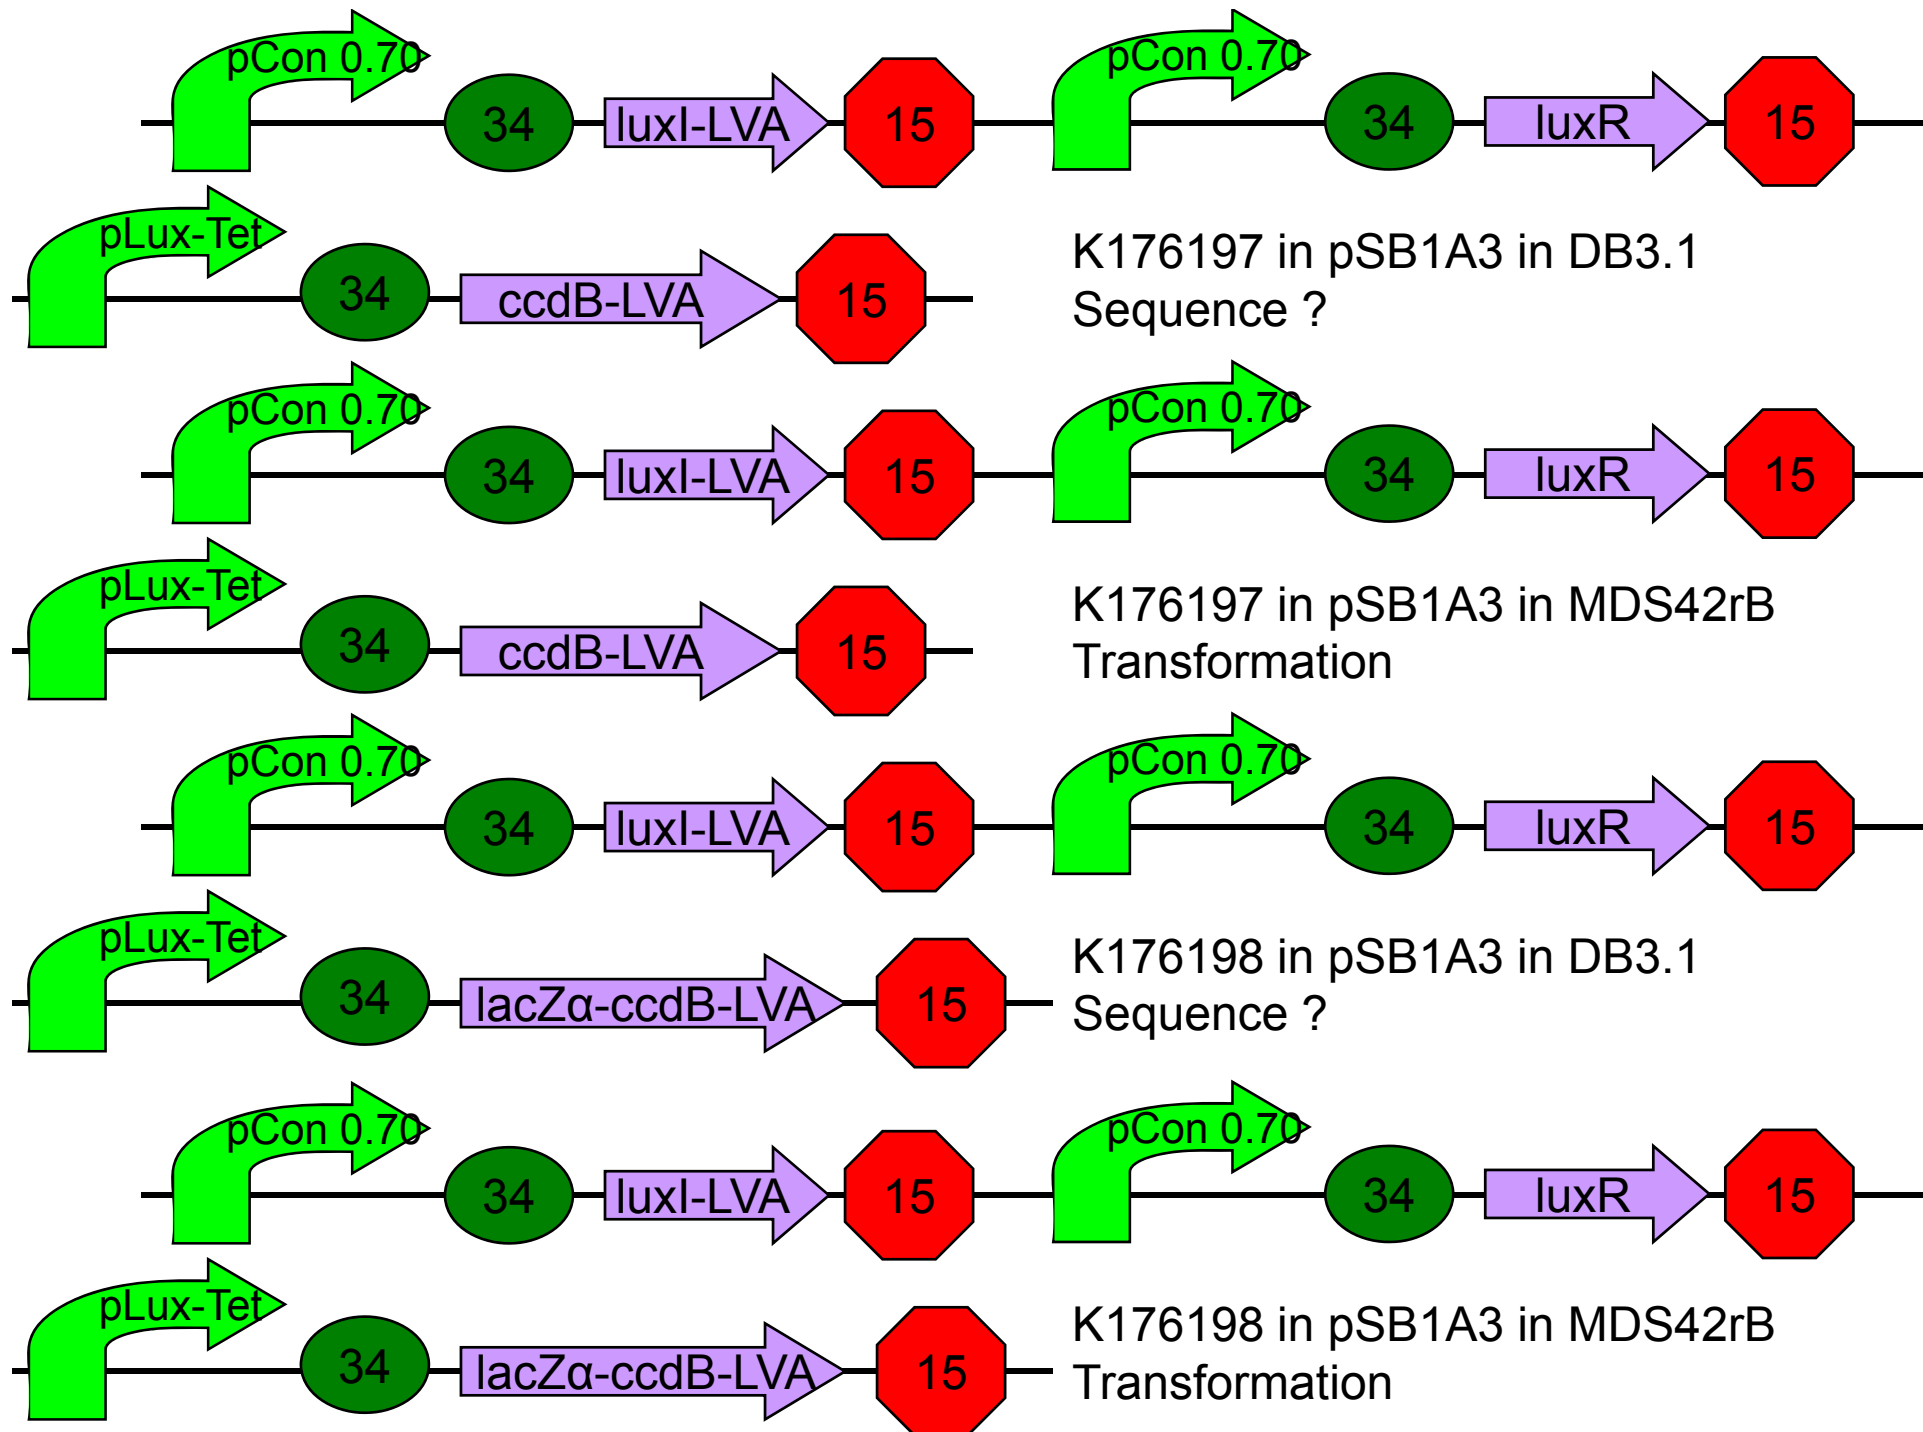 pCon 0.70 34 luxI-LVA 15 pCon 0.70 34 luxR 15
pLux-Tet 34 ccdB-LVA 15 K176197 in pSB1A3 in DB3.1
Sequence ?
pCon 0.70 34 luxI-LVA 15 pCon 0.70 34 luxR 15
pLux-Tet 34 ccdB-LVA 15 K176197 in pSB1A3 in MDS42rB
Transformation
pCon 0.70 34 luxI-LVA 15 pCon 0.70 34 luxR 15
pLux-Tet 34 lacZα-ccdB-LVA 15 K176198 in pSB1A3 in DB3.1
Sequence ?
pCon 0.70 34 luxI-LVA 15 pCon 0.70 34 luxR 15
pLux-Tet 34 lacZα-ccdB-LVA 15 K176198 in pSB1A3 in MDS42rB
Transformation